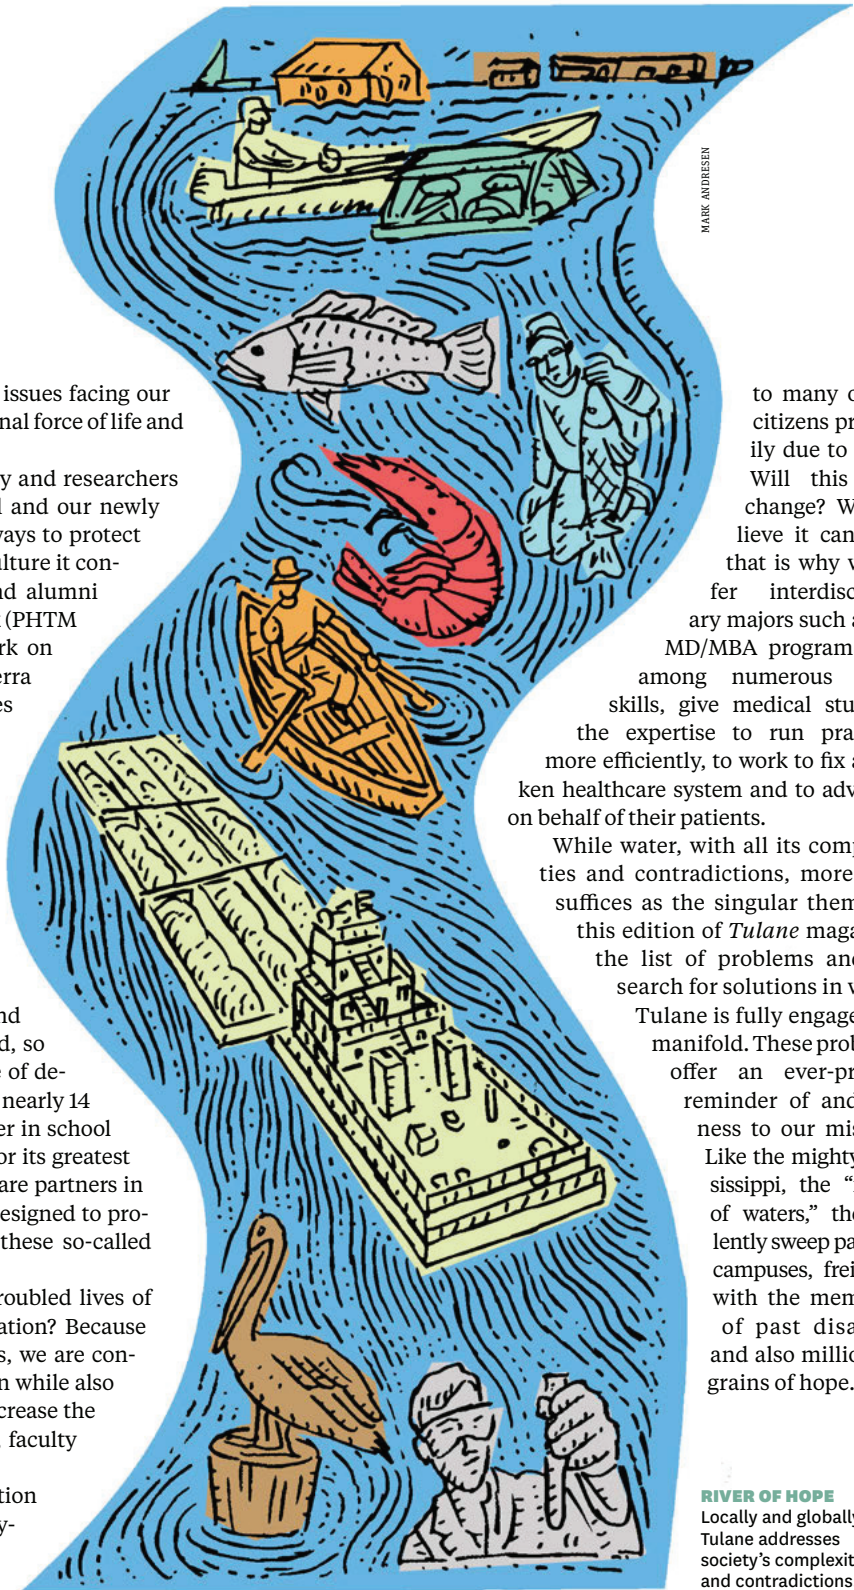 MARK ANDRESEN
issues facing our
nal force of life and
y and researchers
and our newly
ways to protect
ulture it con-
nd alumni
(PHTM
rk on
erra
es
nd
d, so
of de-
nearly 14
er in school
or its greatest
are partners in
esigned to pro-
these so-called
roubled lives of
ation? Because
s, we are con-
n while also
crease the
faculty
tion
y-
to many o
citizens pr
ily due to
Will this
change? W
lieve it can
that is why w
fer interdisc
ary majors such a
MD/MBA program
among numerous
skills, give medical stu
the expertise to run pra
more efficiently, to work to fix a
ken healthcare system and to adv
on behalf of their patients.
While water, with all its comp
ties and contradictions, more
suffices as the singular them
this edition of Tulane maga
the list of problems and
search for solutions in w
Tulane is fully engage
manifold. These prob
offer an ever-pr
reminder of and
ness to our mis
Like the mighty
sissippi, the “
of waters,” the
lently sweep pa
campuses, frei
with the mem
of past disa
and also millio
grains of hope.
RIVER OF HOPE
Locally and globally
Tulane addresses
society’s complexit
and contradictions